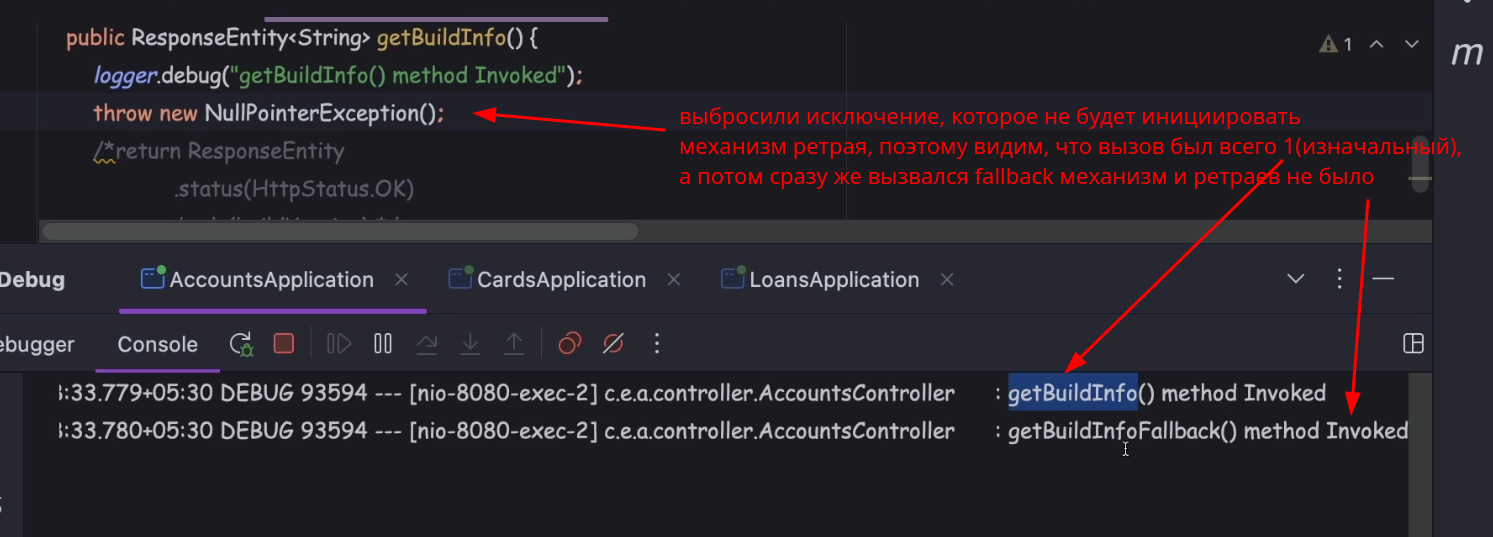 public ResponseEntity<String> getBuildInfo() {
1
m
logger.debug("getBuildInfo() method Invoked");
throw new NullPointerException();
выбросили исключение, которое не будет инициировать
механизм ретрая, поэтому видим, что вызов был всего 1(изначальный),
а потом сразу же вызвался fallback механизм и ретраев не было
/*return ResponseEntity
.status(HttpStatus.OK)
Debug AccountsApplication CardsApplication LoansApplication
ebugger Console
:33.779+05:30 DEBUG 93594 --- [nio-8080-exec-2] c.e.a.controller.AccountsController : getBuildInfo() method Invoked
:33.780+05:30 DEBUG 93594 --- [nio-8080-exec-2] c.e.a.controller.AccountsController : getBuildInfoFallback() method Invoked